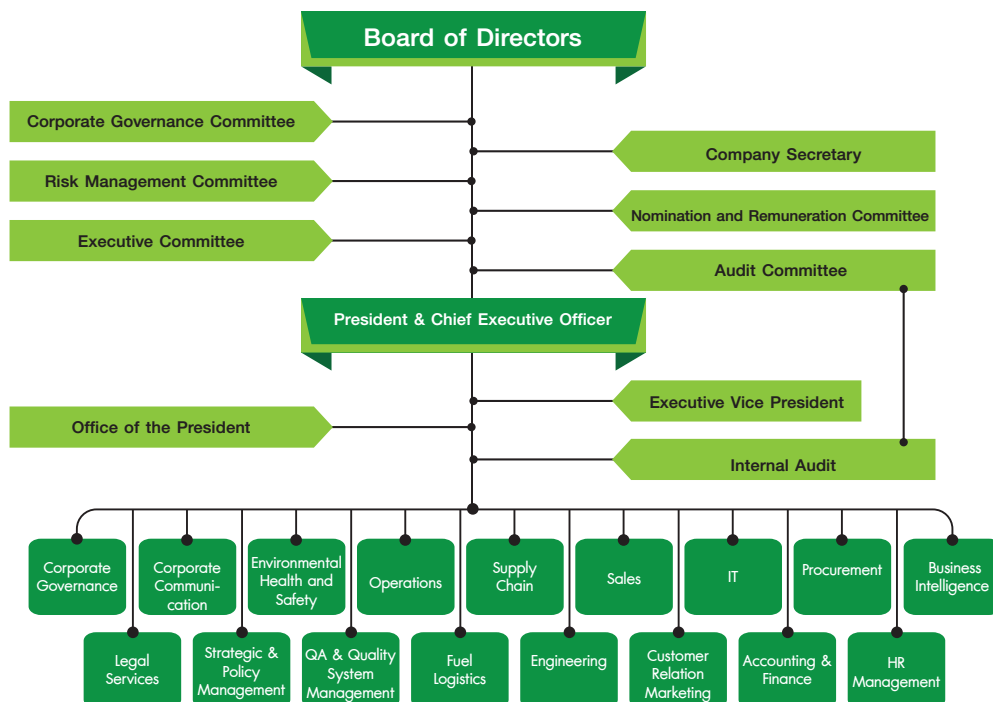 Board of Directors
Corporate Governance Committee
Company Secretary
Risk Management Committee
Nomination and Remuneration Committee
Executive Committee
Audit Committee
President & Chief Executive Officer
Executive Vice President
Office of the President
Internal Audit
Corporate
Governance
Corporate
Communi-
cation
Environmental
Health and
Safety
Operations
Supply
Chain
Sales
IT
Procurement
Business
Intelligence
Legal
Services
Strategic &
Policy
Management
QA & Quality
System
Management
Fuel
Logistics
Engineering
Customer
Relation
Marketing
Accounting &
Finance
HR
Management